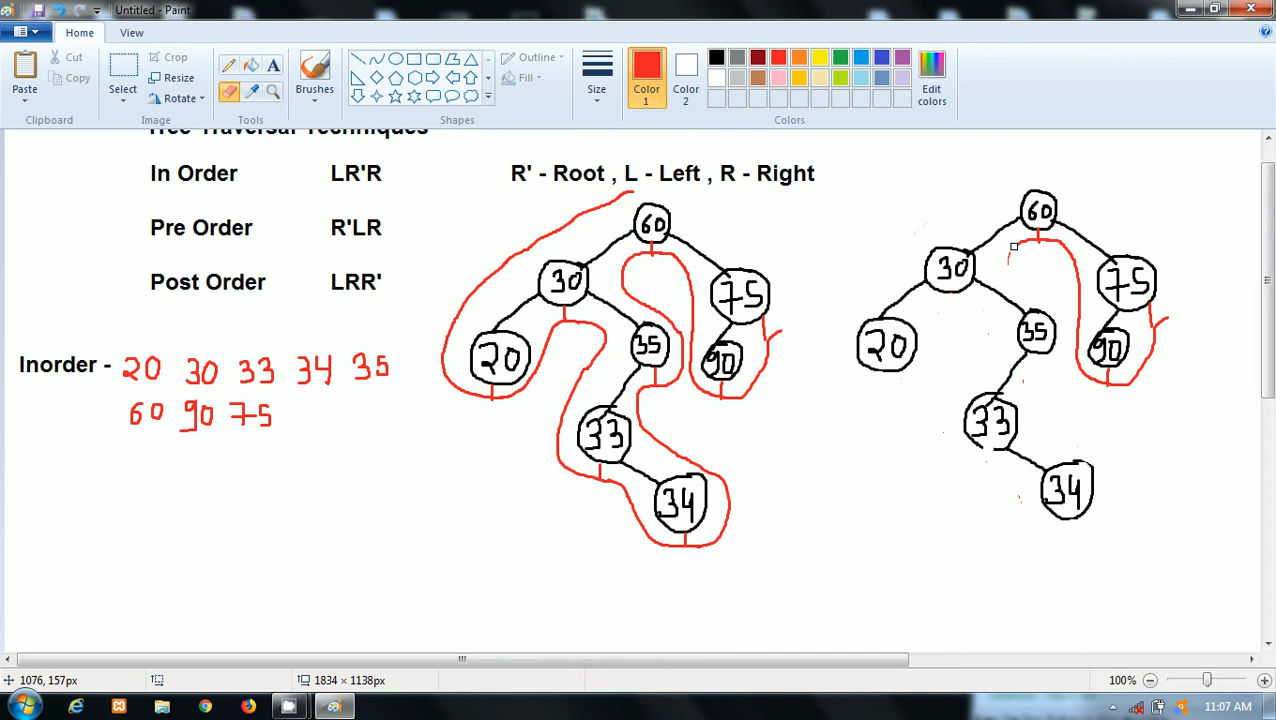 Untitled - Paint
Home View
Paste
Cut
Copy
Clipboard
Select
Crop
Resize
Rotate
Image
Tools
Brushes
Shapes
Outline
Fill
Size
Color 1
Color 2
Edit colors
Colors
Tree Traversal Techniques
In Order LR'R R' - Root , L - Left , R - Right
Pre Order R'LR
Post Order LRR'
Inorder - 20 30 33 34 35
60 90 75
60
30 75
20 35 90
33
34
60
30 75
20 35 90
33
34
1076, 157px
1834 × 1138px
100%
11:07 AM